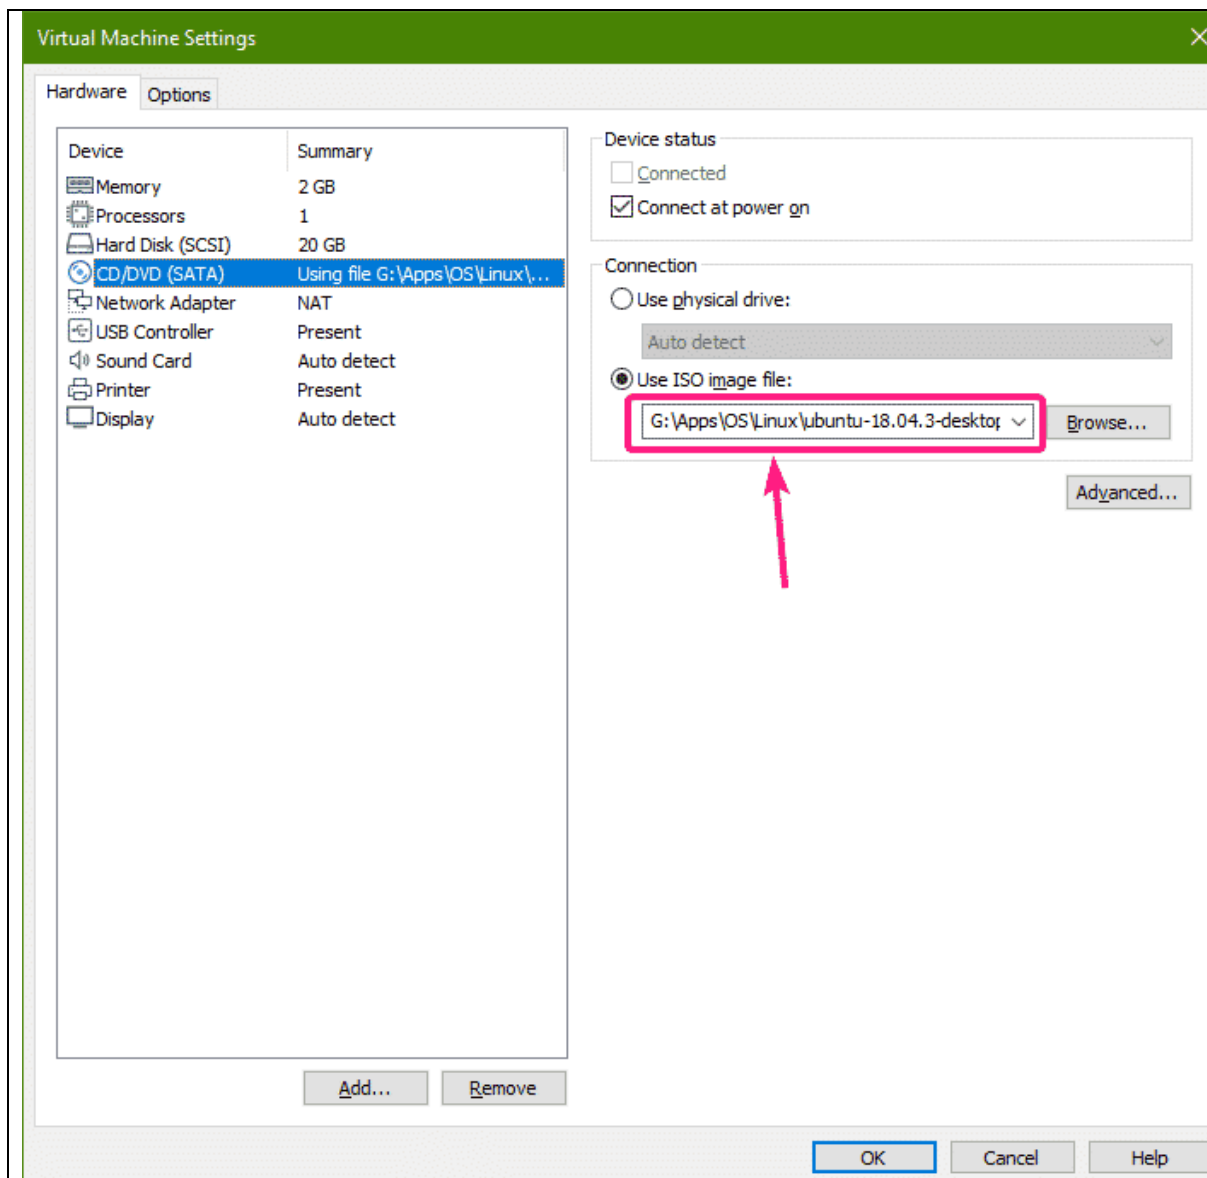 Virtual Machine Settings
Hardware
Options
Device Summary
Memory 2 GB
Processors 1
Hard Disk (SCSI) 20 GB
CD/DVD (SATA) Using file G:\Apps\OS\Linux\...
Network Adapter NAT
USB Controller Present
Sound Card Auto detect
Printer Present
Display Auto detect
Add...
Remove
Device status
Connected
Connect at power on
Connection
Use physical drive:
Auto detect
Use ISO image file:
G:\Apps\OS\Linux\ubuntu-18.04.3-desktop
Browse...
Advanced...
OK
Cancel
Help